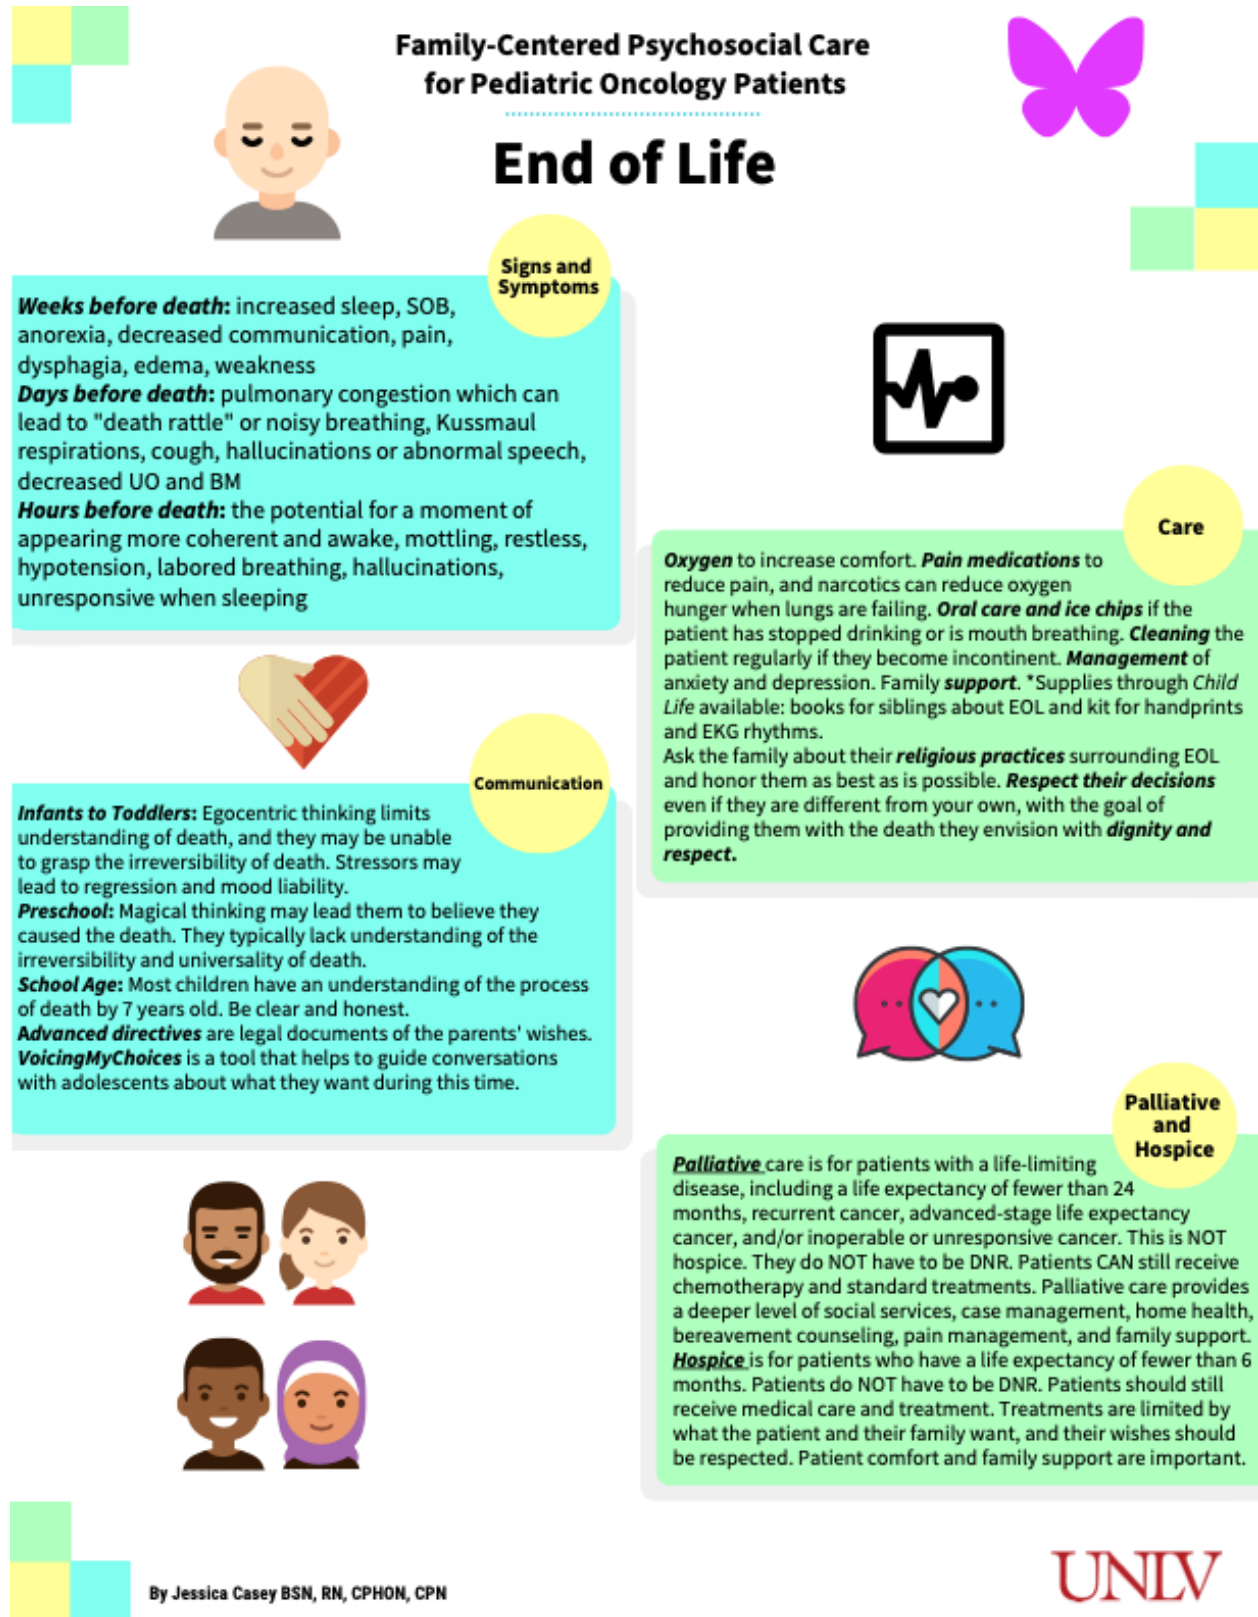 Family-Centered Psychosocial Care
for Pediatric Oncology Patients
End of Life
Signs and
Symptoms
Weeks before death: increased sleep, SOB,
anorexia, decreased communication, pain,
dysphagia, edema, weakness
Days before death: pulmonary congestion which can
lead to "death rattle" or noisy breathing, Kussmaul
respirations, cough, hallucinations or abnormal speech,
decreased UO and BM
Hours before death: the potential for a moment of
appearing more coherent and awake, mottling, restless,
hypotension, labored breathing, hallucinations,
unresponsive when sleeping
Care
Oxygen to increase comfort. Pain medications to
reduce pain, and narcotics can reduce oxygen
hunger when lungs are failing. Oral care and ice chips if the
patient has stopped drinking or is mouth breathing. Cleaning the
patient regularly if they become incontinent. Management of
anxiety and depression. Family support. *Supplies through Child
Life available: books for siblings about EOL and kit for handprints
and EKG rhythms.
Ask the family about their religious practices surrounding EOL
and honor them as best as is possible. Respect their decisions
even if they are different from your own, with the goal of
providing them with the death they envision with dignity and
respect.
Communication
Infants to Toddlers: Egocentric thinking limits
understanding of death, and they may be unable
to grasp the irreversibility of death. Stressors may
lead to regression and mood liability.
Preschool: Magical thinking may lead them to believe they
caused the death. They typically lack understanding of the
irreversibility and universality of death.
School Age: Most children have an understanding of the process
of death by 7 years old. Be clear and honest.
Advanced directives are legal documents of the parents' wishes.
VoicingMyChoices is a tool that helps to guide conversations
with adolescents about what they want during this time.
Palliative
and
Hospice
Palliative care is for patients with a life-limiting
disease, including a life expectancy of fewer than 24
months, recurrent cancer, advanced-stage life expectancy
cancer, and/or inoperable or unresponsive cancer. This is NOT
hospice. They do NOT have to be DNR. Patients CAN still receive
chemotherapy and standard treatments. Palliative care provides
a deeper level of social services, case management, home health,
bereavement counseling, pain management, and family support.
Hospice is for patients who have a life expectancy of fewer than 6
months. Patients do NOT have to be DNR. Patients should still
receive medical care and treatment. Treatments are limited by
what the patient and their family want, and their wishes should
be respected. Patient comfort and family support are important.
By Jessica Casey BSN, RN, CPHON, CPN
UNLV